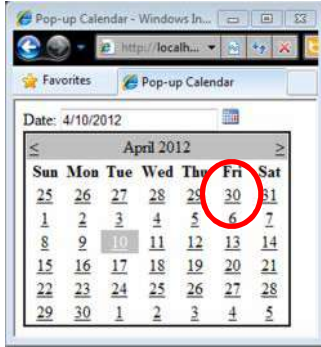 Pop-up Calendar - Windows In...
http://localh...
Favorites Pop-up Calendar
Date: 4/10/2012
< April 2012 >
Sun Mon Tue Wed Thu Fri Sat
25 26 27 28 29 30 31
1 2 3 4 5 6 7
8 9 10 11 12 13 14
15 16 17 18 19 20 21
22 23 24 25 26 27 28
29 30 1 2 3 4 5